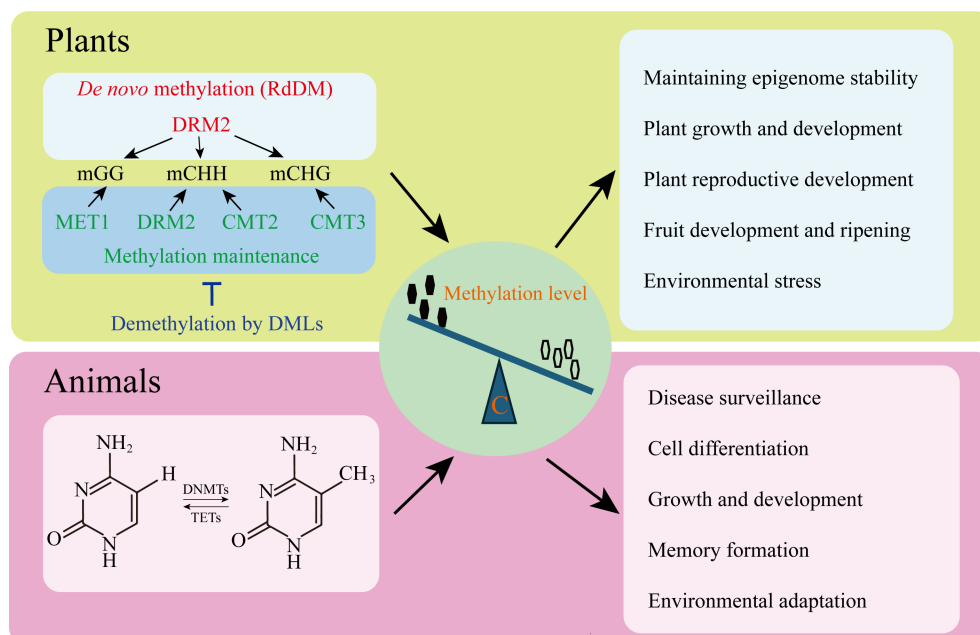 Plants
De novo methylation (RdDM)
DRM2
mGG mCHH mCHG
MET1 DRM2 CMT2 CMT3
Methylation maintenance
Demethylation by DMLs
Maintaining epigenome stability
Plant growth and development
Plant reproductive development
Fruit development and ripening
Environmental stress
Methylation level
C
Animals
NH₂
H
N
O
N
H
DNMTs
TETs
NH₂
CH₃
N
O
N
H
Disease surveillance
Cell differentiation
Growth and development
Memory formation
Environmental adaptation